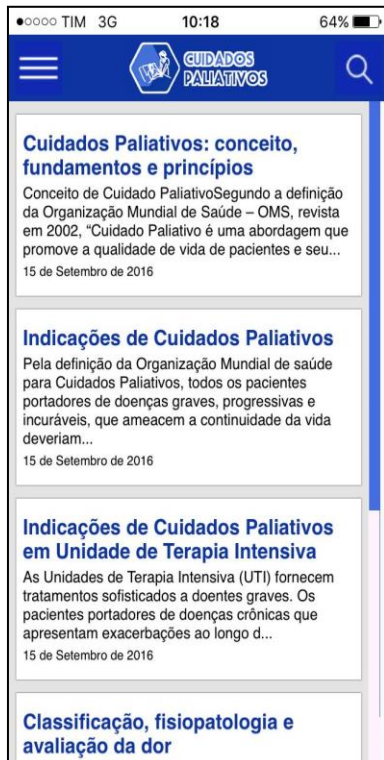 TIM 3G 10:18 64%
CUIDADOS
PALIATIVOS
Cuidados Paliativos: conceito,
fundamentos e princípios
Conceito de Cuidado PaliativoSegundo a definição
da Organização Mundial de Saúde – OMS, revista
em 2002, “Cuidado Paliativo é uma abordagem que
promove a qualidade de vida de pacientes e seu...
15 de Setembro de 2016
Indicações de Cuidados Paliativos
Pela definição da Organização Mundial de saúde
para Cuidados Paliativos, todos os pacientes
portadores de doenças graves, progressivas e
incuráveis, que ameacem a continuidade da vida
deveriam...
15 de Setembro de 2016
Indicações de Cuidados Paliativos
em Unidade de Terapia Intensiva
As Unidades de Terapia Intensiva (UTI) fornecem
tratamentos sofisticados a doentes graves. Os
pacientes portadores de doenças crônicas que
apresentam exacerbações ao longo d...
15 de Setembro de 2016
Classificação, fisiopatologia e
avaliação da dor